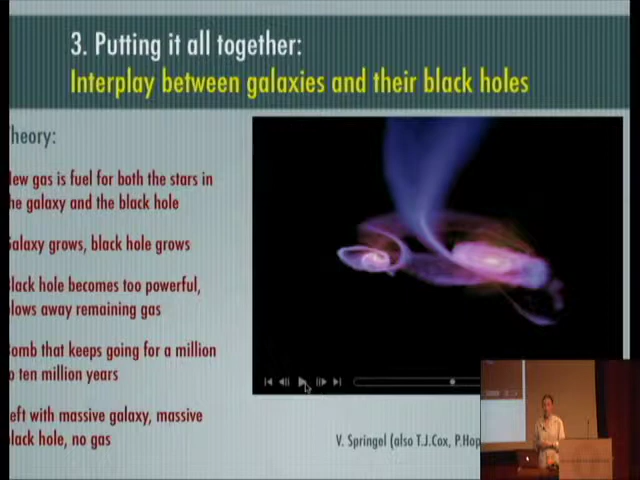 3. Putting it all together:
Interplay between galaxies and their black holes
heory:
ew gas is fuel for both the stars in
he galaxy and the black hole
alaxy grows, black hole grows
lack hole becomes too powerful,
lows away remaining gas
omb that keeps going for a million
o ten million years
eft with massive galaxy, massive
lack hole, no gas
V. Springel (also T.J.Cox, P.Hop